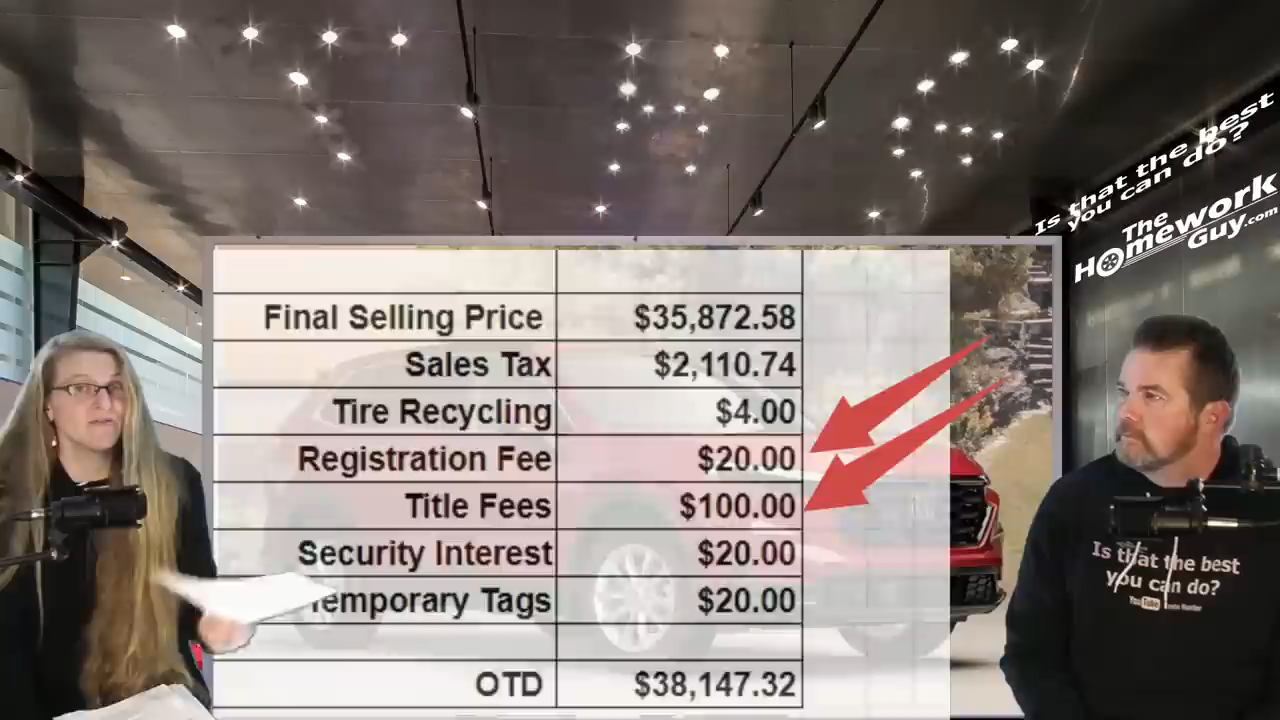 Is that the best
you can do?
The
Homework
Guy.com
Final Selling Price $35,872.58
Sales Tax $2,110.74
Tire Recycling $4.00
Registration Fee $20.00
Title Fees $100.00
Security Interest $20.00
Temporary Tags $20.00
OTD $38,147.32
Is that the best
you can do?
YouTube